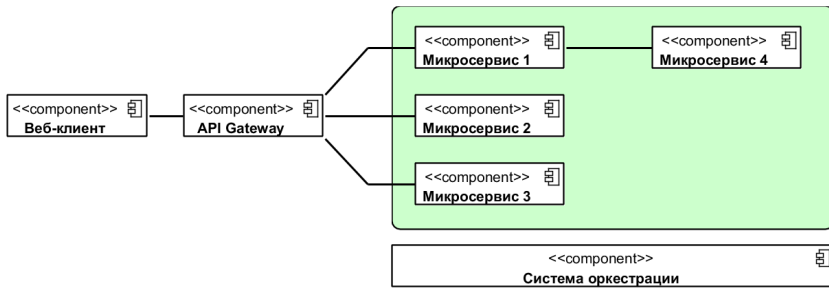 <<component>>
Микросервис 1
<<component>>
Микросервис 4
<<component>>
Веб-клиент
<<component>>
API Gateway
<<component>>
Микросервис 2
<<component>>
Микросервис 3
<<component>>
Система оркестрации